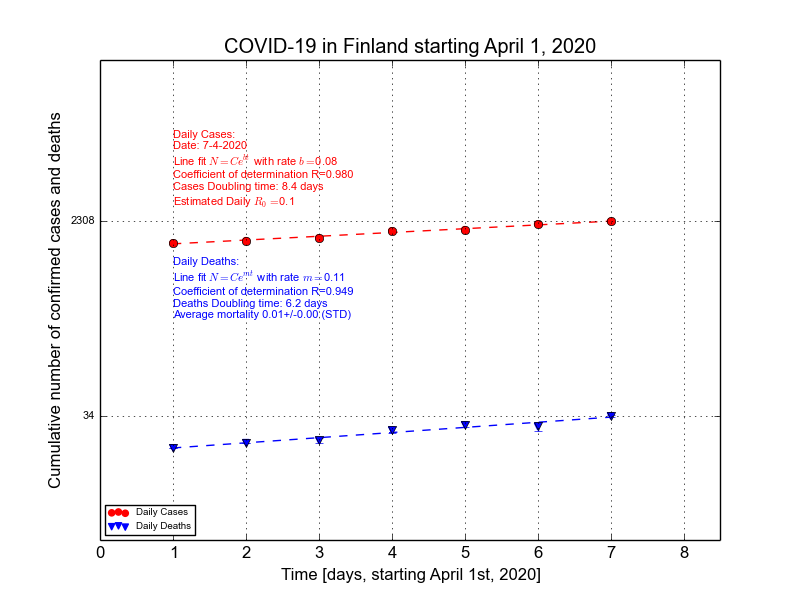 COVID-19 in Finland starting April 1, 2020
Cumulative number of confirmed cases and deaths
Daily Cases:
Date: 7-4-2020
Line fit N = Ce^{bt} with rate b =0.08
Coefficient of determination R=0.980
Cases Doubling time: 8.4 days
Estimated Daily R_0 =0.1
2308
Daily Deaths:
Line fit N = Ce^{mt} with rate m =0.11
Coefficient of determination R=0.949
Deaths Doubling time: 6.2 days
Average mortality 0.01+/-0.00 (STD)
34
Daily Cases
Daily Deaths
0 1 2 3 4 5 6 7 8
Time [days, starting April 1st, 2020]